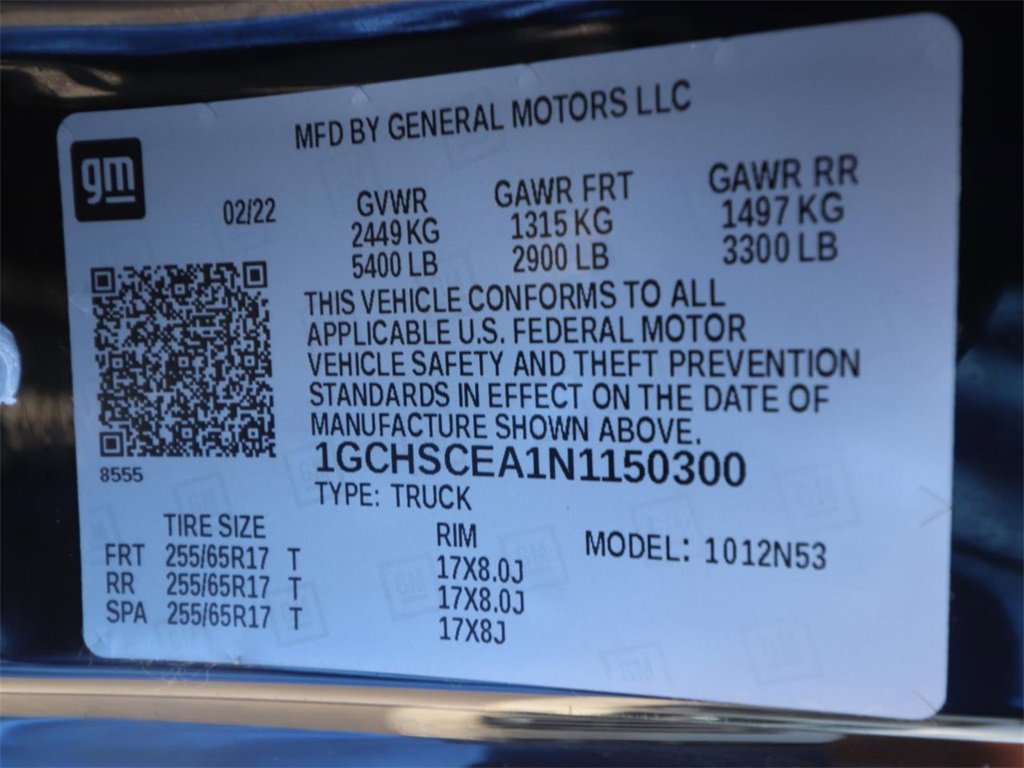 MFD BY GENERAL MOTORS LLC
gm
02/22
GVWR
2449 KG
5400 LB
GAWR FRT
1315 KG
2900 LB
GAWR RR
1497 KG
3300 LB
THIS VEHICLE CONFORMS TO ALL
APPLICABLE U.S. FEDERAL MOTOR
VEHICLE SAFETY AND THEFT PREVENTION
STANDARDS IN EFFECT ON THE DATE OF
MANUFACTURE SHOWN ABOVE.
8555
1GCHSCEA1N1150300
TYPE: TRUCK
TIRE SIZE RIM
MODEL: 1012N53
FRT 255/65R17 T 17X8.0J
RR 255/65R17 T 17X8.0J
SPA 255/65R17 T 17X8J